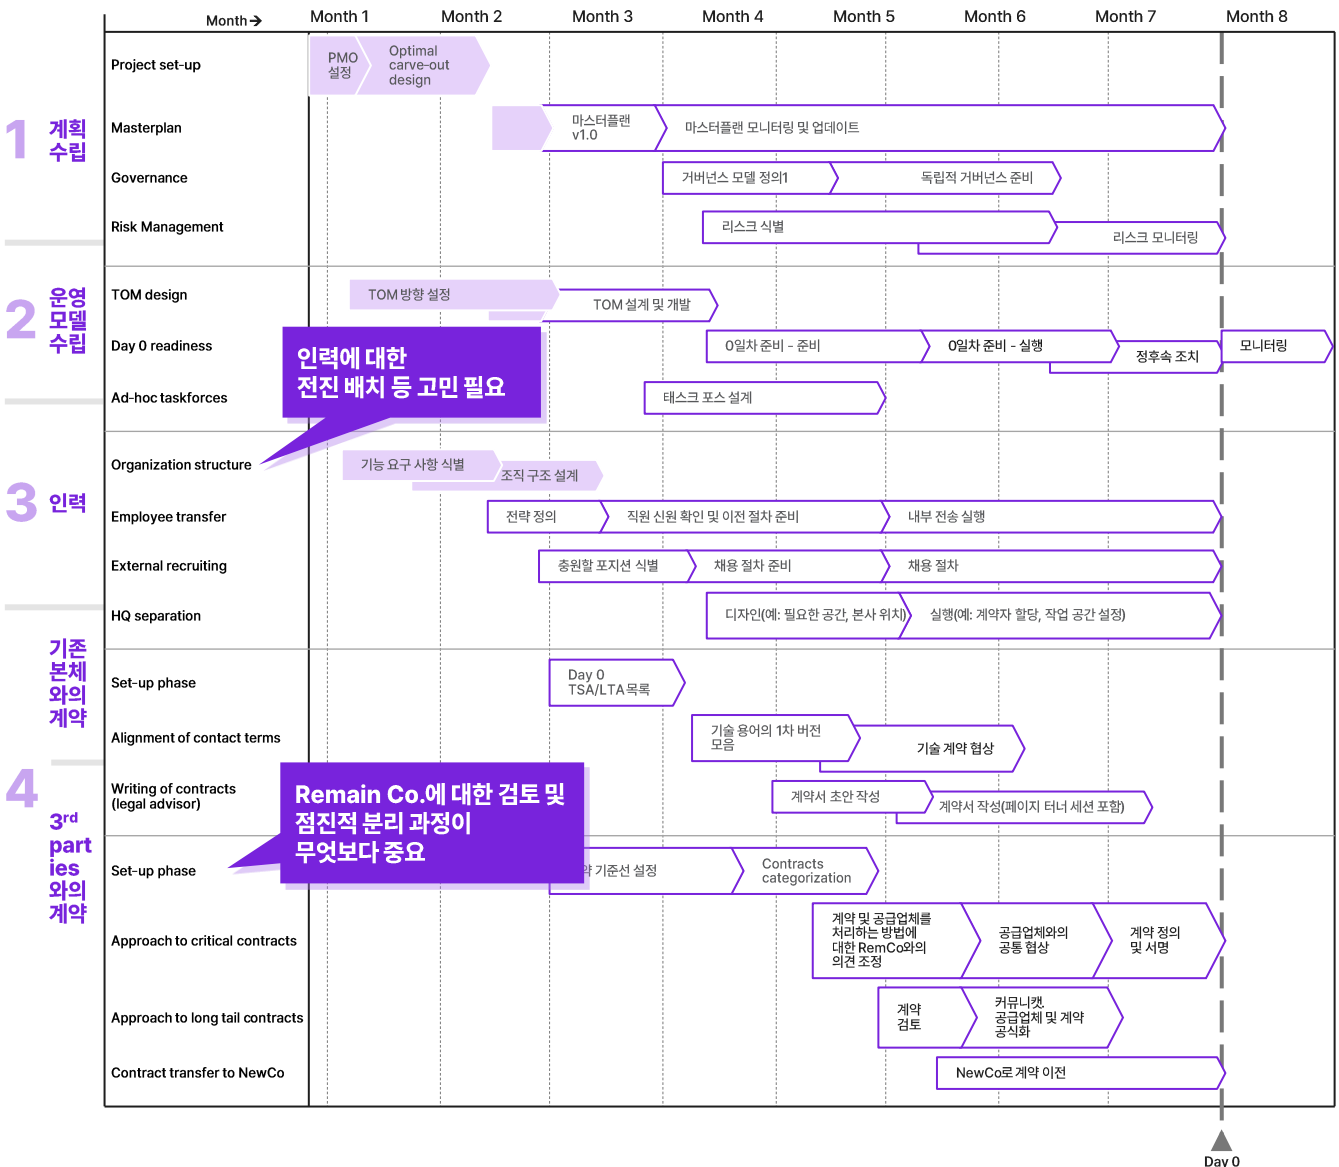 Month→
Month 1
Month 2
Month 3
Month 4
Month 5
Month 6
Month 7
Month 8
1
계획
수립
Project set-up
PMO
설정
Optimal
carve-out
design
Masterplan
마스터플랜
v1.0
마스터플랜 모니터링 및 업데이트
Governance
거버넌스 모델 정의1
독립적 거버넌스 준비
Risk Management
리스크 식별
리스크 모니터링
2
운영
모델
수립
TOM design
TOM 방향 설정
TOM 설계 및 개발
Day 0 readiness
0일차 준비 - 준비
0일차 준비 - 실행
정후속 조치
모니터링
Ad-hoc taskforces
태스크 포스 설계
인력에 대한
전진 배치 등 고민 필요
3
인력
Organization structure
기능 요구 사항 식별
조직 구조 설계
Employee transfer
전략 정의
직원 신원 확인 및 이전 절차 준비
내부 전송 실행
External recruiting
충원할 포지션 식별
채용 절차 준비
채용 절차
HQ separation
디자인(예: 필요한 공간, 본사 위치)
실행(예: 계약자 할당, 작업 공간 설정)
4
기존
본체
와의
계약
Set-up phase
Day 0
TSA/LTA 목록
Alignment of contact terms
기술 용어의 1차 버전
모음
기술 계약 협상
Writing of contracts
(legal advisor)
계약서 초안 작성
계약서 작성(페이지 터너 세션 포함)
Remain Co.에 대한 검토 및
점진적 분리 과정이
무엇보다 중요
3rd
part
ies
와의
계약
Set-up phase
약 기준선 설정
Contracts
categorization
Approach to critical contracts
계약 및 공급업체를
처리하는 방법에
대한 RemCo와의
의견 조정
공급업체와의
공통 협상
계약 정의
및 서명
Approach to long tail contracts
계약
검토
커뮤니캣.
공급업체 및 계약
공식화
Contract transfer to NewCo
NewCo로 계약 이전
Day 0